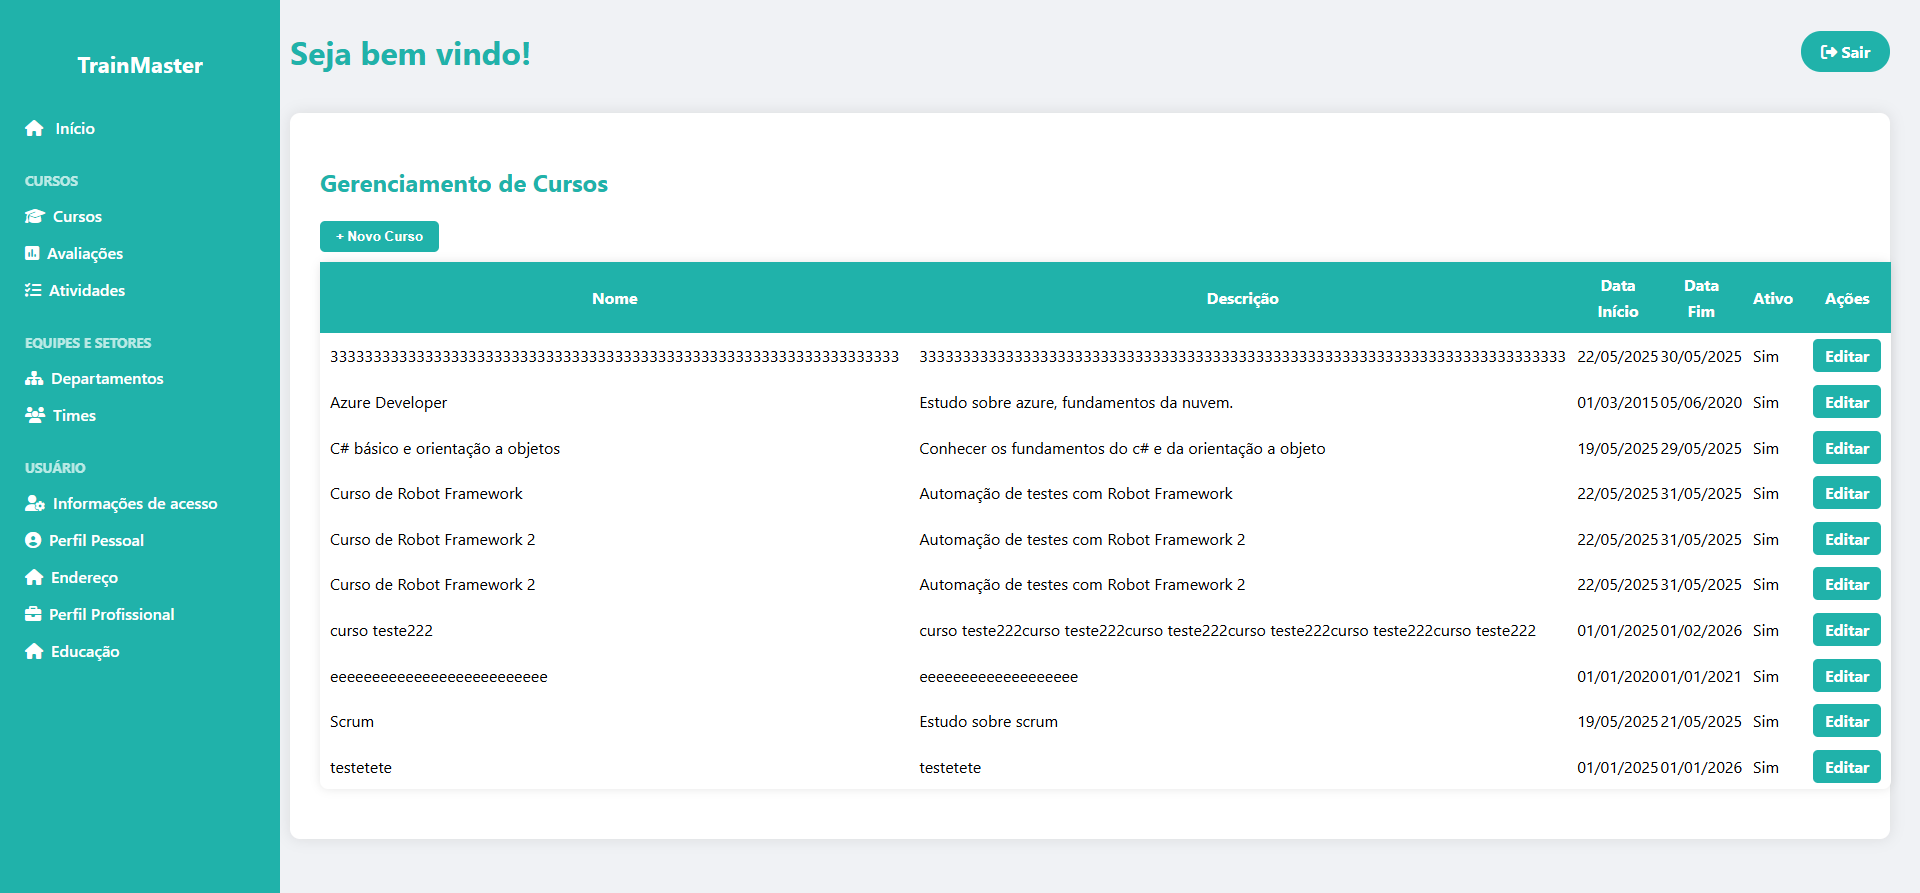 TrainMaster
Início
CURSOS
Cursos
Avaliações
Atividades
EQUIPES E SETORES
Departamentos
Times
USUÁRIO
Informações de acesso
Perfil Pessoal
Endereço
Perfil Profissional
Educação
Seja bem vindo!
Sair
Gerenciamento de Cursos
+ Novo Curso
Nome Descrição Data Início Data Fim Ativo Ações
333333333333333333333333333333333333333333333333333333333333333333 333333333333333333333333333333333333333333333333333333333333333333333333333 22/05/2025 30/05/2025 Sim Editar
Azure Developer Estudo sobre azure, fundamentos da nuvem. 01/03/2015 05/06/2020 Sim Editar
C# básico e orientação a objetos Conhecer os fundamentos do c# e da orientação a objeto 19/05/2025 29/05/2025 Sim Editar
Curso de Robot Framework Automação de testes com Robot Framework 22/05/2025 31/05/2025 Sim Editar
Curso de Robot Framework 2 Automação de testes com Robot Framework 2 22/05/2025 31/05/2025 Sim Editar
Curso de Robot Framework 2 Automação de testes com Robot Framework 2 22/05/2025 31/05/2025 Sim Editar
curso teste222 curso teste222curso teste222curso teste222curso teste222curso teste222curso teste222 01/01/2025 01/02/2026 Sim Editar
eeeeeeeeeeeeeeeeeeeeeeeeee eeeeeeeeeeeeeeeeeee 01/01/2020 01/01/2021 Sim Editar
Scrum Estudo sobre scrum 19/05/2025 21/05/2025 Sim Editar
testetete testetete 01/01/2025 01/01/2026 Sim Editar